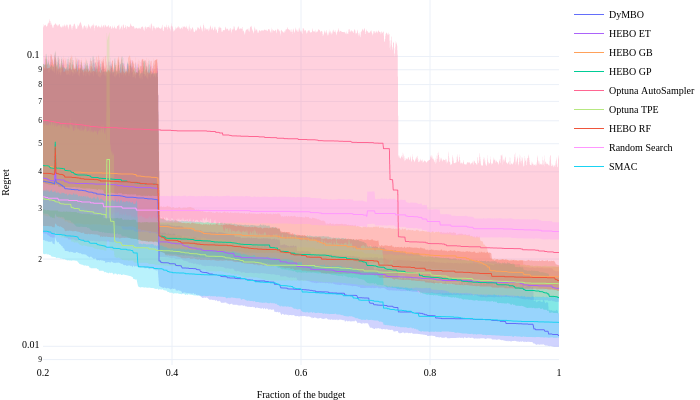 0.1
9
8
7
6
5
4
3
2
0.01
9
Regret
0.2
0.4
0.6
0.8
1
Fraction of the budget
DyMBO
HEBO ET
HEBO GB
HEBO GP
Optuna AutoSampler
Optuna TPE
HEBO RF
Random Search
SMAC